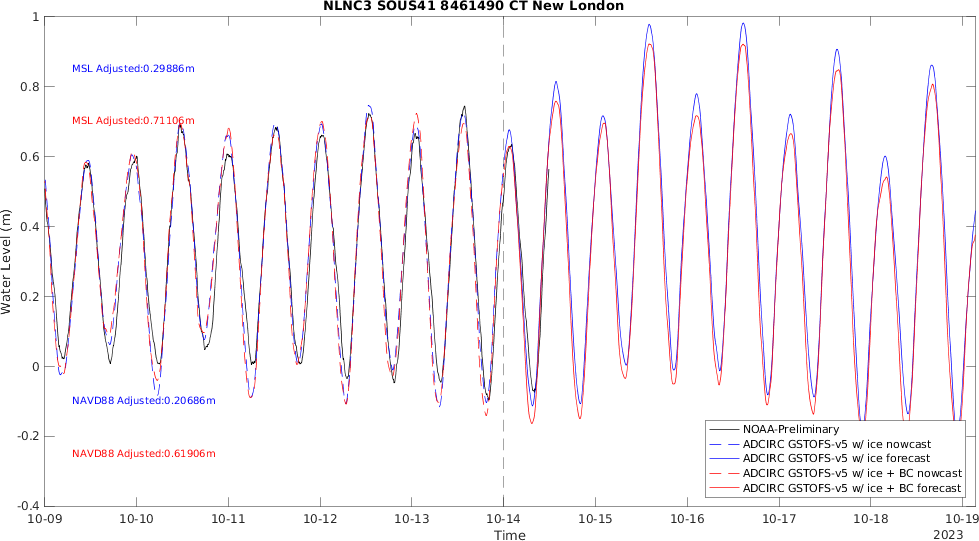 NLNC3 SOUS41 8461490 CT New London
1
0.8
0.6
0.4
0.2
0
-0.2
-0.4
Water Level (m)
MSL Adjusted:0.29886m
MSL Adjusted:0.71106m
NAVD88 Adjusted:0.20686m
NAVD88 Adjusted:0.61906m
NOAA-Preliminary
ADCIRC GSTOFS-v5 w/ ice nowcast
ADCIRC GSTOFS-v5 w/ ice forecast
ADCIRC GSTOFS-v5 w/ ice + BC nowcast
ADCIRC GSTOFS-v5 w/ ice + BC forecast
10-09 10-10 10-11 10-12 10-13 10-14 10-15 10-16 10-17 10-18 10-19
Time
2023